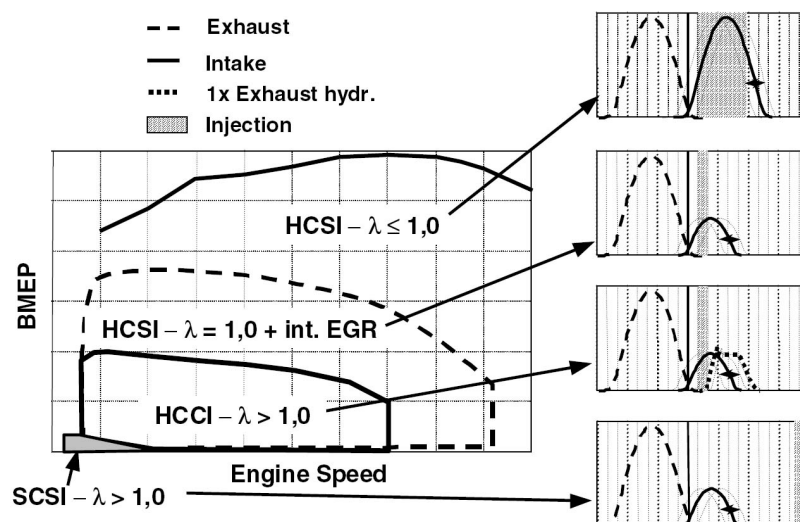 Exhaust
Intake
1x Exhaust hydr.
Injection
HCSI – λ ≤ 1,0
BMEP
HCSI – λ = 1,0 + int. EGR
HCCI – λ > 1,0
Engine Speed
SCSI – λ > 1,0